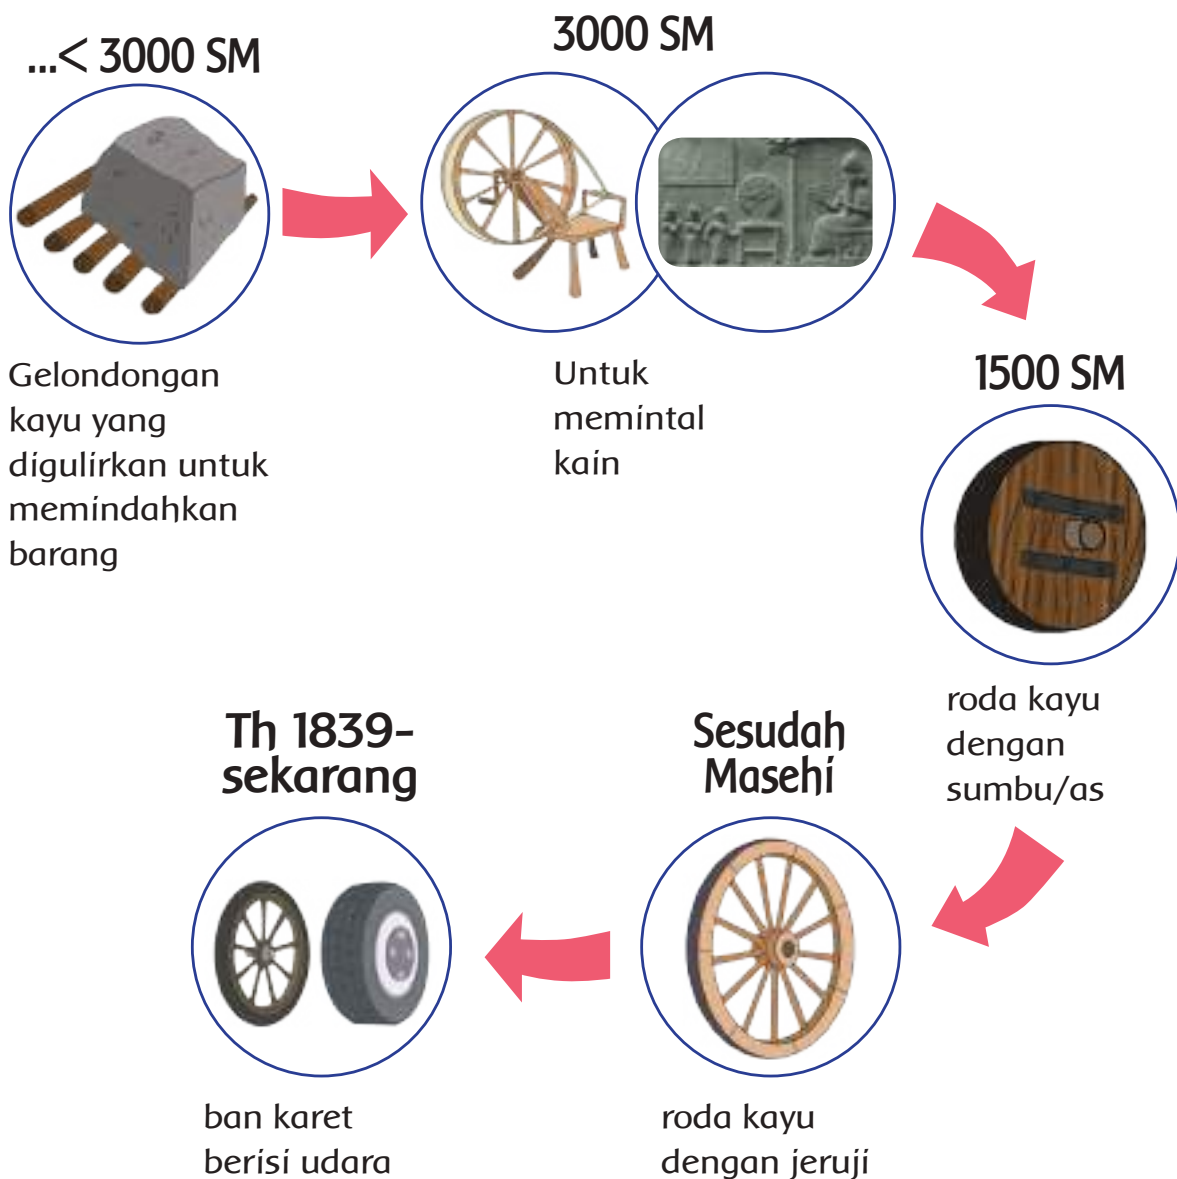 ...< 3000 SM
Gelondongan
kayu yang
digulirkan untuk
memindahkan
barang
3000 SM
Untuk
memintal
kain
1500 SM
roda kayu
dengan
sumbu/as
Sesudah
Masehi
roda kayu
dengan jeruji
Th 1839-
sekarang
ban karet
berisi udara